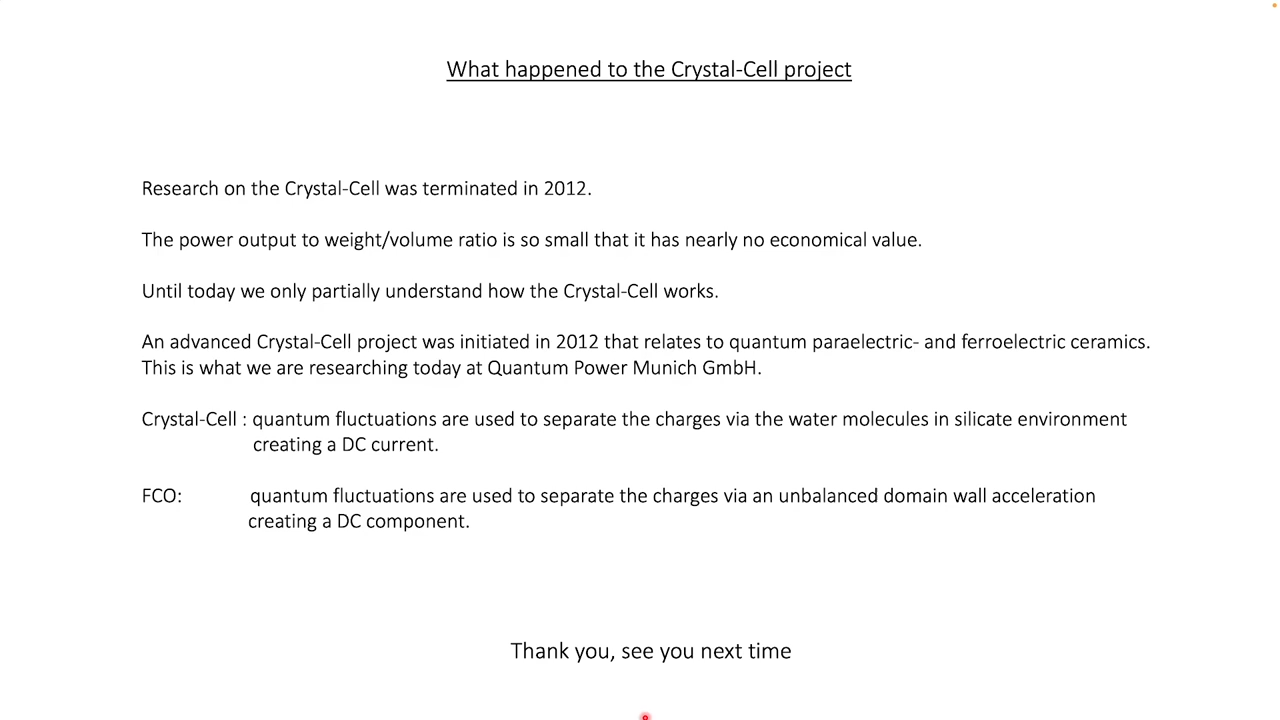 What happened to the Crystal-Cell project
Research on the Crystal-Cell was terminated in 2012.
The power output to weight/volume ratio is so small that it has nearly no economical value.
Until today we only partially understand how the Crystal-Cell works.
An advanced Crystal-Cell project was initiated in 2012 that relates to quantum paraelectric- and ferroelectric ceramics.
This is what we are researching today at Quantum Power Munich GmbH.
Crystal-Cell : quantum fluctuations are used to separate the charges via the water molecules in silicate environment
creating a DC current.
FCO: quantum fluctuations are used to separate the charges via an unbalanced domain wall acceleration
creating a DC component.
Thank you, see you next time